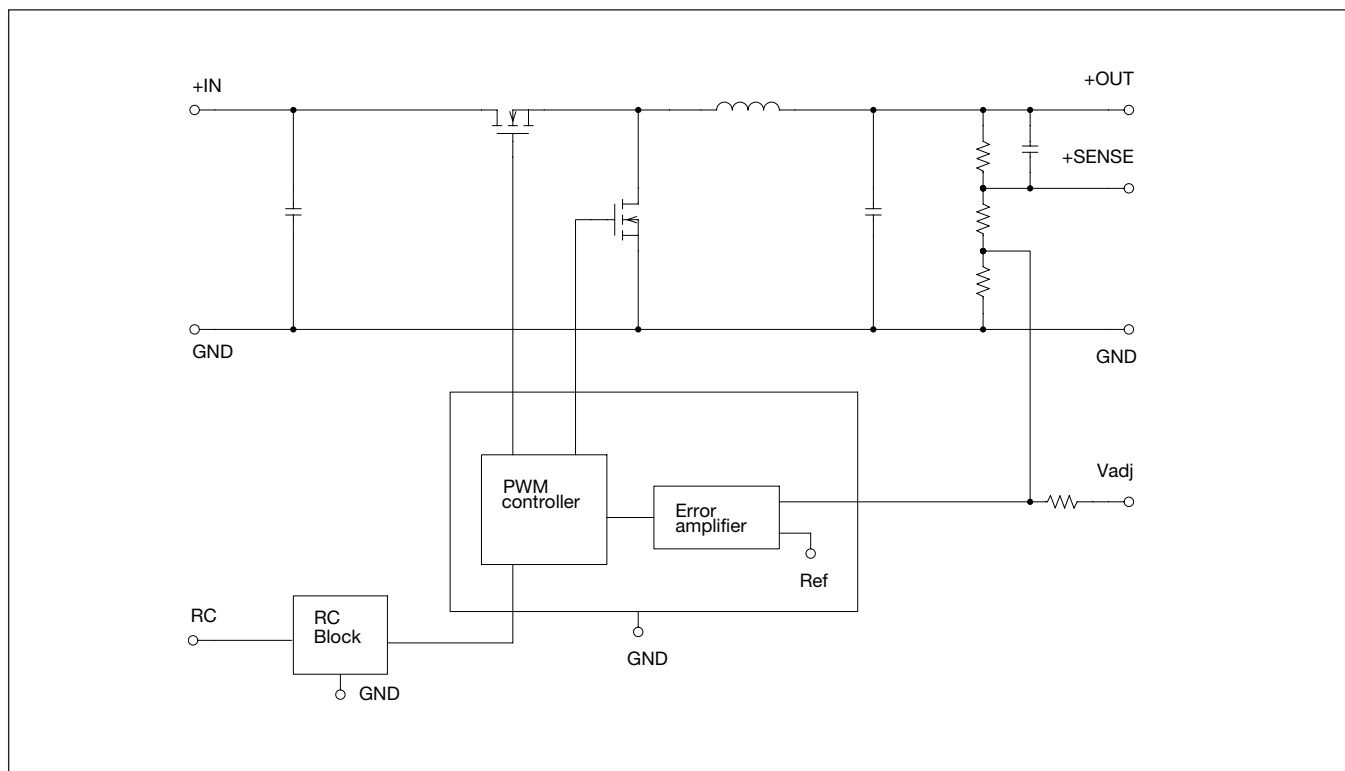 +IN
+OUT
+SENSE
GND
GND
Vadj
PWM
controller
Error
amplifier
Ref
RC
RC
Block
GND
GND